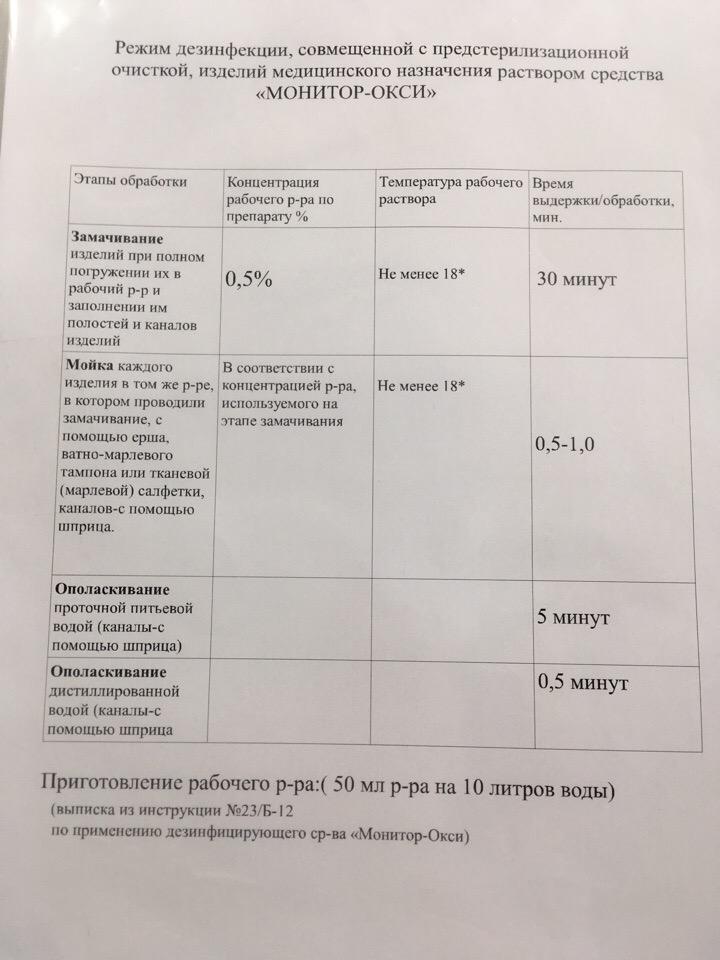 Режим дезинфекции, совмещенной с предстерилизационной
очисткой, изделий медицинского назначения раствором средства
«МОНИТОР-ОКСИ»
Этапы обработки
Концентрация
рабочего р-ра по
препарату %
Температура рабочего
раствора
Время
выдержки/обработки,
мин.
Замачивание
изделий при полном
погружении их в
рабочий р-р и
заполнении им
полостей и каналов
изделий
0,5%
Не менее 18*
30 минут
Мойка каждого
изделия в том же р-ре,
в котором проводили
замачивание, с
помощью ерша,
ватно-марлевого
тампона или тканевой
(марлевой) салфетки,
каналов-с помощью
шприца.
В соответствии с
концентрацией р-ра,
используемого на
этапе замачивания
Не менее 18*
0,5-1,0
Ополаскивание
проточной питьевой
водой (каналы-с
помощью шприца)
5 минут
Ополаскивание
дистиллированной
водой (каналы-с
помощью шприца
0,5 минут
Приготовление рабочего р-ра:( 50 мл р-ра на 10 литров воды)
(выписка из инструкции №23/Б-12
по применению дезинфицирующего ср-ва «Монитор-Окси)